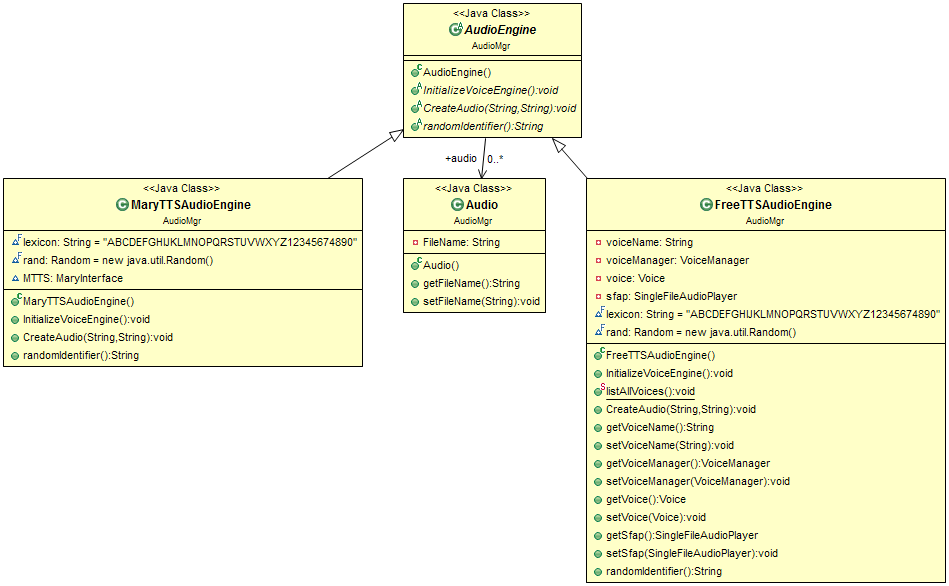 <<Java Class>>
AudioEngine
AudioMgr
AudioEngine()
InitializeVoiceEngine():void
CreateAudio(String,String):void
randomIdentifier():String
+audio 0..*
<<Java Class>>
MaryTTSAudioEngine
AudioMgr
lexicon: String = "ABCDEFGHIJKLMNOPQRSTUVWXYZ12345674890"
rand: Random = new java.util.Random()
MTTS: MaryInterface
MaryTTSAudioEngine()
InitializeVoiceEngine():void
CreateAudio(String,String):void
randomIdentifier():String
<<Java Class>>
Audio
AudioMgr
FileName: String
Audio()
getFileName():String
setFileName(String):void
<<Java Class>>
FreeTTSAudioEngine
AudioMgr
voiceName: String
voiceManager: VoiceManager
voice: Voice
sfap: SingleFileAudioPlayer
lexicon: String = "ABCDEFGHIJKLMNOPQRSTUVWXYZ12345674890"
rand: Random = new java.util.Random()
FreeTTSAudioEngine()
InitializeVoiceEngine():void
listAllVoices():void
CreateAudio(String,String):void
getVoiceName():String
setVoiceName(String):void
getVoiceManager():VoiceManager
setVoiceManager(VoiceManager):void
getVoice():Voice
setVoice(Voice):void
getSfap():SingleFileAudioPlayer
setSfap(SingleFileAudioPlayer):void
randomIdentifier():String